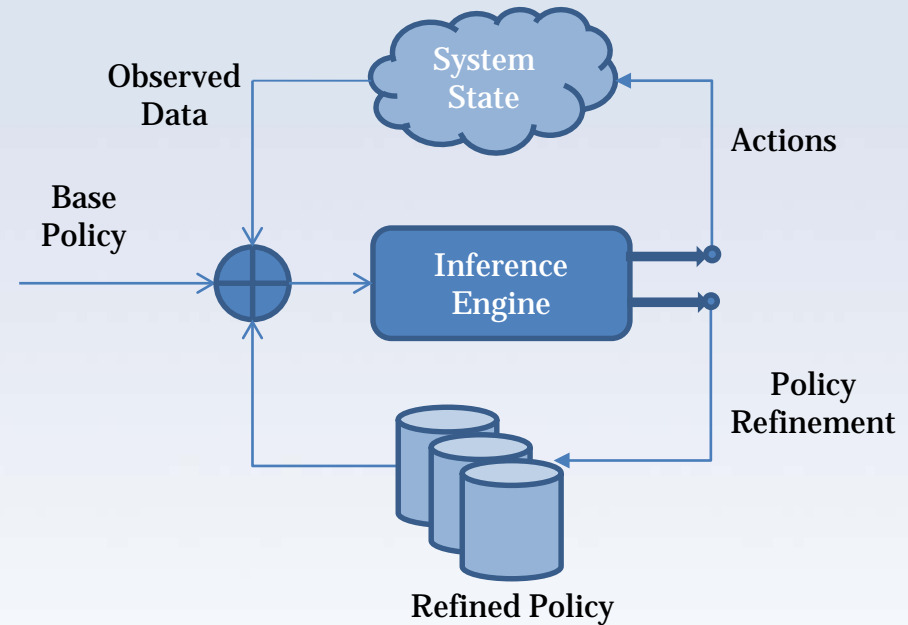 System
State
Observed
Data
Actions
Base
Policy
Inference
Engine
Policy
Refinement
Refined Policy